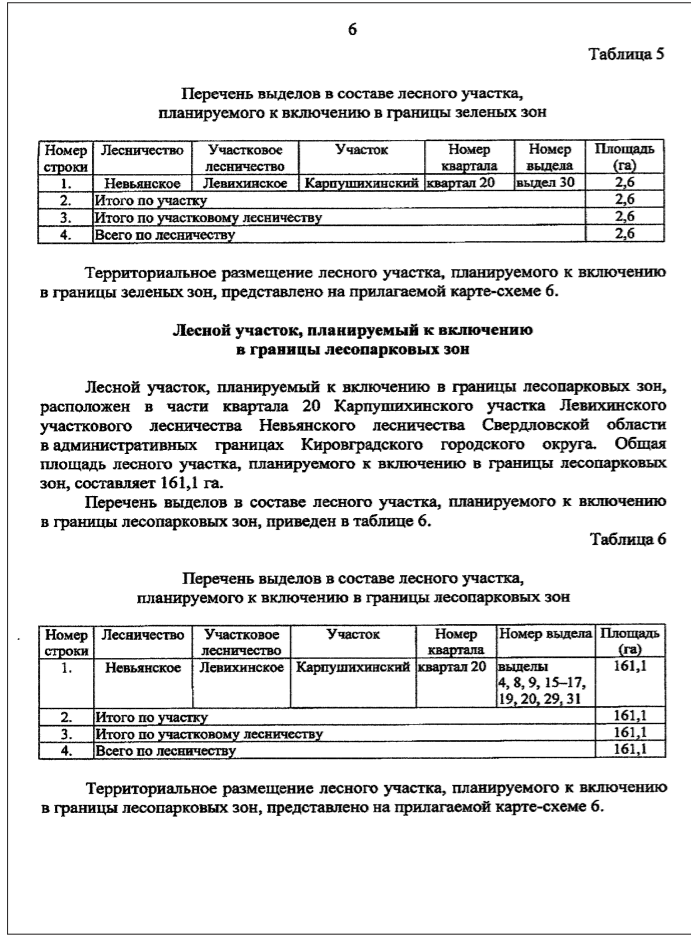 6
Таблица 5
Перечень выделов в составе лесного участка,
планируемого к включению в границы зеленых зон
Номер строки Лесничество Участковое лесничество Участок Номер квартала Номер выдела Площадь (га)
1. Невьянское Левихинское Карпушихинский квартал 20 выдел 30 2,6
2. Итого по участку 2,6
3. Итого по участковому лесничеству 2,6
4. Всего по лесничеству 2,6
Территориальное размещение лесного участка, планируемого к включению
в границы зеленых зон, представлено на прилагаемой карте-схеме 6.
Лесной участок, планируемый к включению
в границы лесопарковых зон
Лесной участок, планируемый к включению в границы лесопарковых зон,
расположен в части квартала 20 Карпушихинского участка Левихинского
участкового лесничества Невьянского лесничества Свердловской области
в административных границах Кировградского городского округа. Общая
площадь лесного участка, планируемого к включению в границы лесопарковых
зон, составляет 161,1 га.
Перечень выделов в составе лесного участка, планируемого к включению
в границы лесопарковых зон, приведен в таблице 6.
Таблица 6
Перечень выделов в составе лесного участка,
планируемого к включению в границы лесопарковых зон
Номер строки Лесничество Участковое лесничество Участок Номер квартала Номер выдела Площадь (га)
1. Невьянское Левихинское Карпушихинский квартал 20 выделы 4, 8, 9, 15–17, 19, 20, 29, 31 161,1
2. Итого по участку 161,1
3. Итого по участковому лесничеству 161,1
4. Всего по лесничеству 161,1
Территориальное размещение лесного участка, планируемого к включению
в границы лесопарковых зон, представлено на прилагаемой карте-схеме 6.